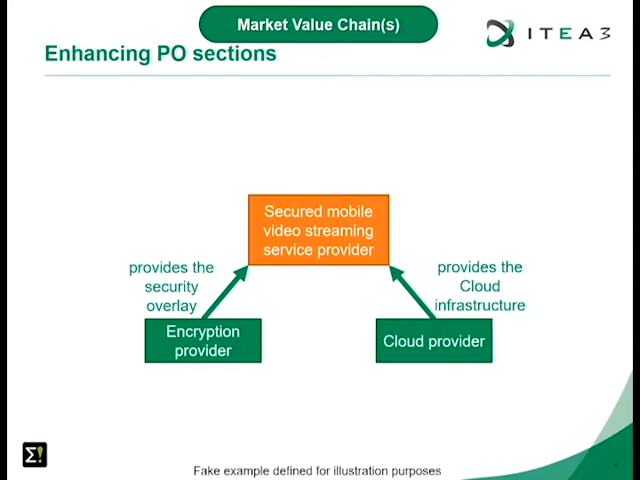 Market Value Chain(s)
ITEA3
Enhancing PO sections
Secured mobile
video streaming
service provider
provides the
security
overlay
provides the
Cloud
infrastructure
Encryption
provider
Cloud provider
Σ!
Fake example defined for illustration purposes